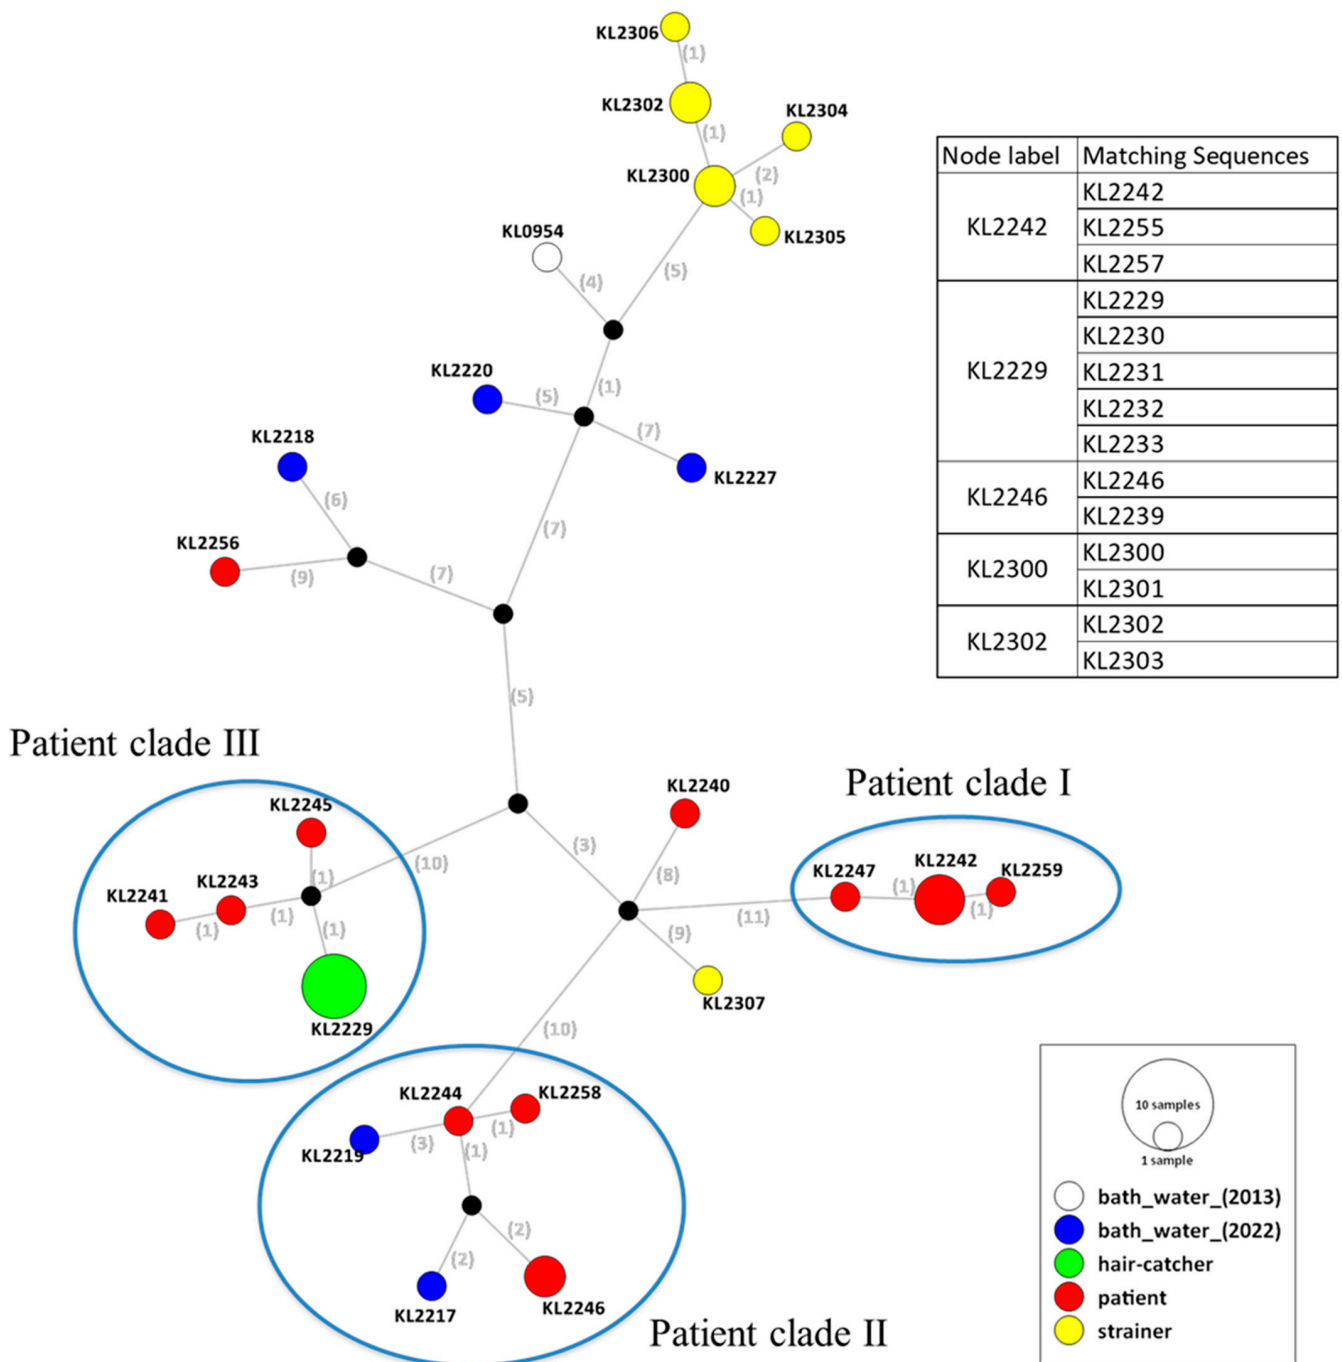 KL2306
(1)
KL2302
KL2304
(1)
KL2300
(2)
(1)
KL2305
KL0954
(4)
(5)
KL2220
(1)
(5)
(7)
KL2227
KL2218
(6)
KL2256
(9)
(7)
(7)
(5)
Node label Matching Sequences
KL2242
KL2242
KL2255
KL2257
KL2229
KL2229
KL2230
KL2231
KL2232
KL2233
KL2246
KL2246
KL2239
KL2300
KL2300
KL2301
KL2302
KL2302
KL2303
Patient clade III
KL2245
(1)
(10)
KL2241
KL2243
(1)
(1)
(1)
KL2229
KL2240
(3)
(8)
(11)
(9)
KL2307
(10)
Patient clade I
KL2247
KL2242
KL2259
(1)
(1)
KL2244
KL2258
(1)
(3)
KL2219
(1)
(2)
(2)
KL2217
KL2246
Patient clade II
10 samples
1 sample
bath_water_(2013)
bath_water_(2022)
hair-catcher
patient
strainer